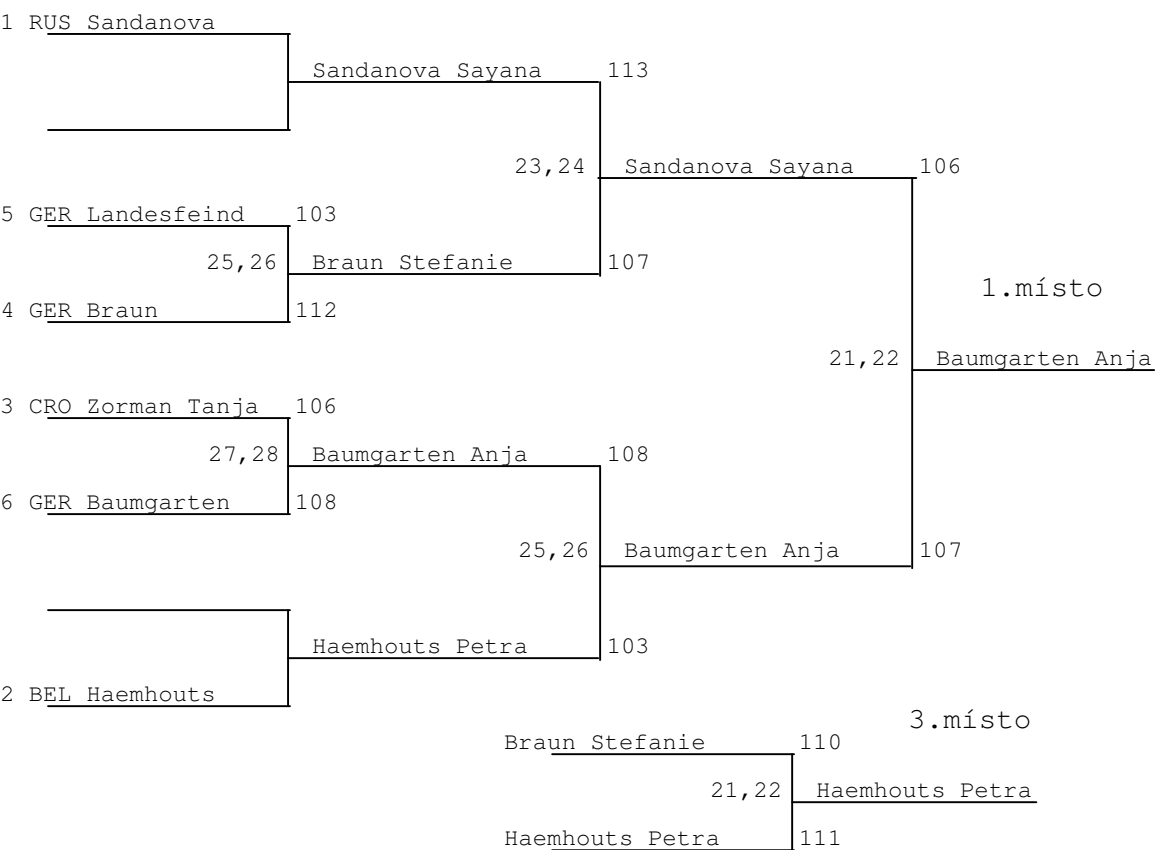 1 RUS Sandanova
Sandanova Sayana 113
23,24 Sandanova Sayana 106
5 GER Landesfeind 103
25,26 Braun Stefanie 107
1.místo
4 GER Braun 112
21,22 Baumgarten Anja
3 CRO Zorman Tanja 106
27,28 Baumgarten Anja 108
6 GER Baumgarten 108
25,26 Baumgarten Anja 107
Haemhouts Petra 103
2 BEL Haemhouts
3.místo
Braun Stefanie 110
21,22 Haemhouts Petra
Haemhouts Petra 111